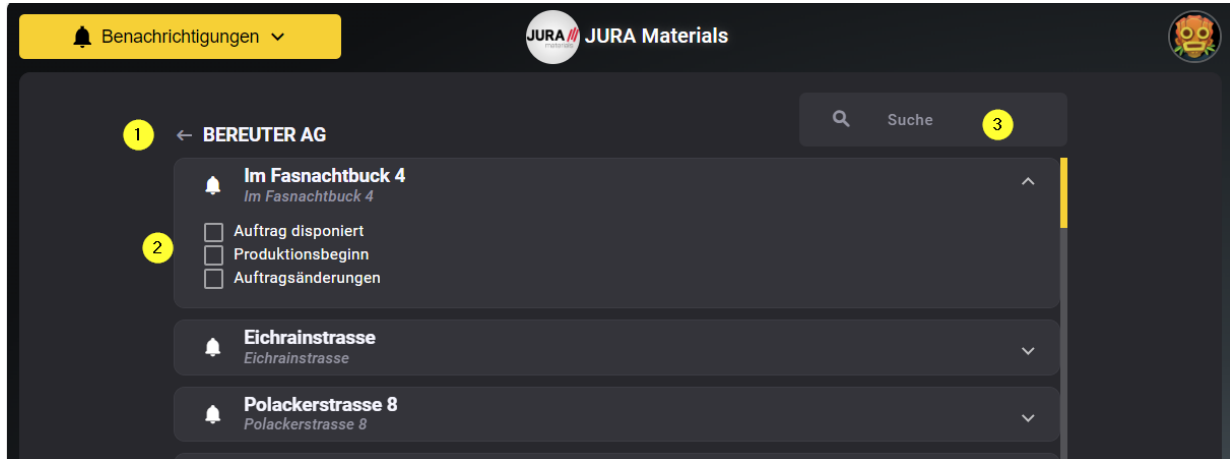 Benachrichtigungen
JURA materials JURA Materials
1 BEREUTER AG
Suche 3
Im Fasnachtbuck 4
Im Fasnachtbuck 4
2
Auftrag disponiert
Produktionsbeginn
Auftragsänderungen
Eichrainstrasse
Eichrainstrasse
Polackerstrasse 8
Polackerstrasse 8